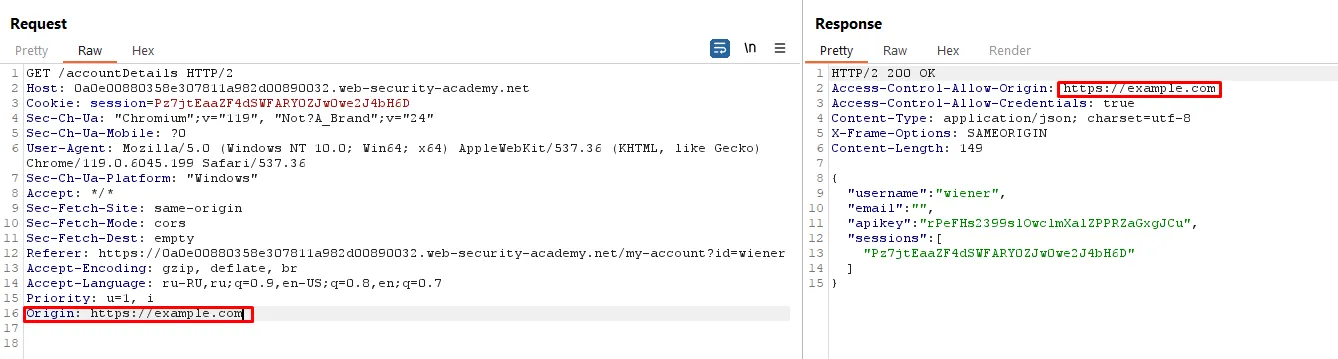 Request
Pretty Raw Hex \n
1 GET /accountDetails HTTP/2
2 Host: 0a0e00880358e307811a982d00890032.web-security-academy.net
3 Cookie: session=Pz7jtEaaZF4dSWFARYOZJwOwe2J4bH6D
4 Sec-Ch-Ua: "Chromium";v="119", "Not?A_Brand";v="24"
5 Sec-Ch-Ua-Mobile: ?0
6 User-Agent: Mozilla/5.0 (Windows NT 10.0; Win64; x64) AppleWebKit/537.36 (KHTML, like Gecko)
Chrome/119.0.6045.199 Safari/537.36
7 Sec-Ch-Ua-Platform: "Windows"
8 Accept: */*
9 Sec-Fetch-Site: same-origin
10 Sec-Fetch-Mode: cors
11 Sec-Fetch-Dest: empty
12 Referer: https://0a0e00880358e307811a982d00890032.web-security-academy.net/my-account?id=wiener
13 Accept-Encoding: gzip, deflate, br
14 Accept-Language: ru-RU,ru;q=0.9,en-US;q=0.8,en;q=0.7
15 Priority: u=1, i
16 Origin: https://example.com
17
18
Response
Pretty Raw Hex Render
1 HTTP/2 200 OK
2 Access-Control-Allow-Origin: https://example.com
3 Access-Control-Allow-Credentials: true
4 Content-Type: application/json; charset=utf-8
5 X-Frame-Options: SAMEORIGIN
6 Content-Length: 149
7
8 {
9 "username":"wiener",
10 "email":"",
11 "apikey":"rPeFHs2399slOwc1mXalZPPRZaGxgJCu",
12 "sessions":[
13 "Pz7jtEaaZF4dSWFARYOZJwOwe2J4bH6D"
14 ]
15 }